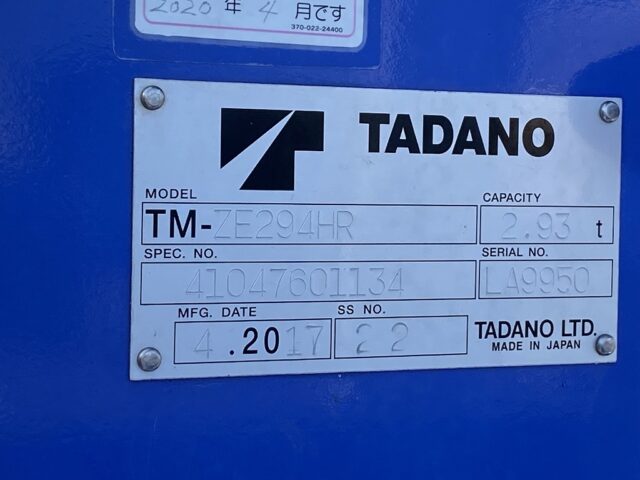 2020 年 4 月です
370-022-24400
TADANO
MODEL
CAPACITY
TM-ZE294HR
2.93 t
SPEC. NO.
SERIAL NO.
41047601134
LA9950
MFG. DATE
SS NO.
4.2017
22
TADANO LTD.
MADE IN JAPAN